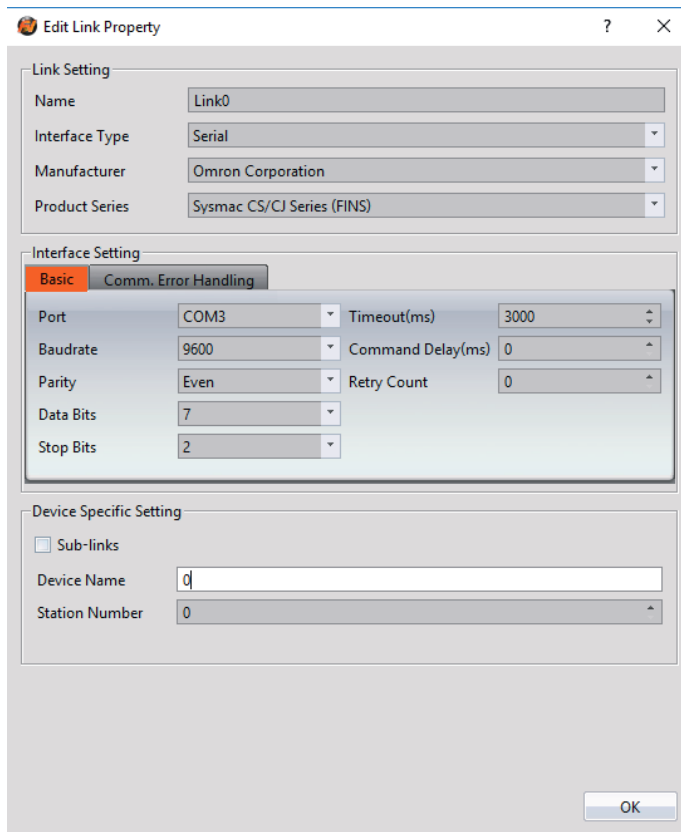 Edit Link Property ?
Link Setting
Name Link0
Interface Type Serial
Manufacturer Omron Corporation
Product Series Sysmac CS/CJ Series (FINS)
Interface Setting
Basic Comm. Error Handling
Port COM3 Timeout(ms) 3000
Baudrate 9600 Command Delay(ms) 0
Parity Even Retry Count 0
Data Bits 7
Stop Bits 2
Device Specific Setting
Sub-links
Device Name 0
Station Number 0
OK